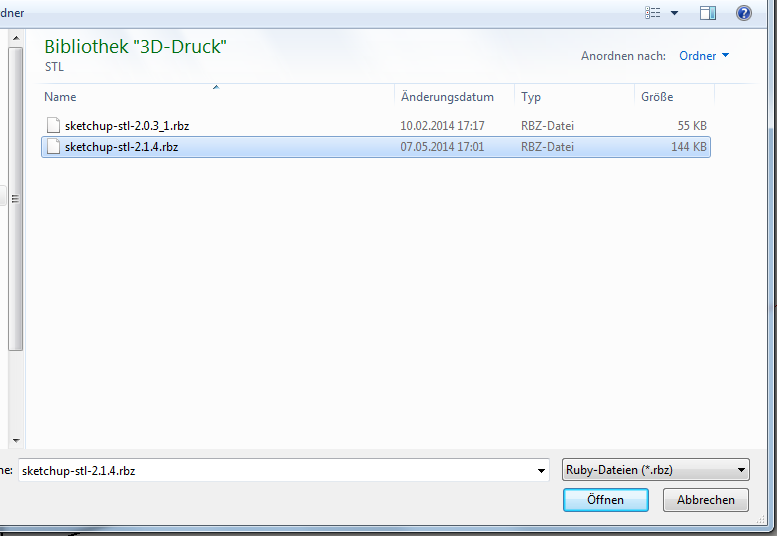 rdner
Bibliothek "3D-Druck"
STL
Anordnen nach: Ordner
Name Änderungsdatum Typ Größe
sketchup-stl-2.0.3_1.rbz 10.02.2014 17:17 RBZ-Datei 55 KB
sketchup-stl-2.1.4.rbz 07.05.2014 17:01 RBZ-Datei 144 KB
ne: sketchup-stl-2.1.4.rbz Ruby-Dateien (*.rbz)
Öffnen Abbrechen